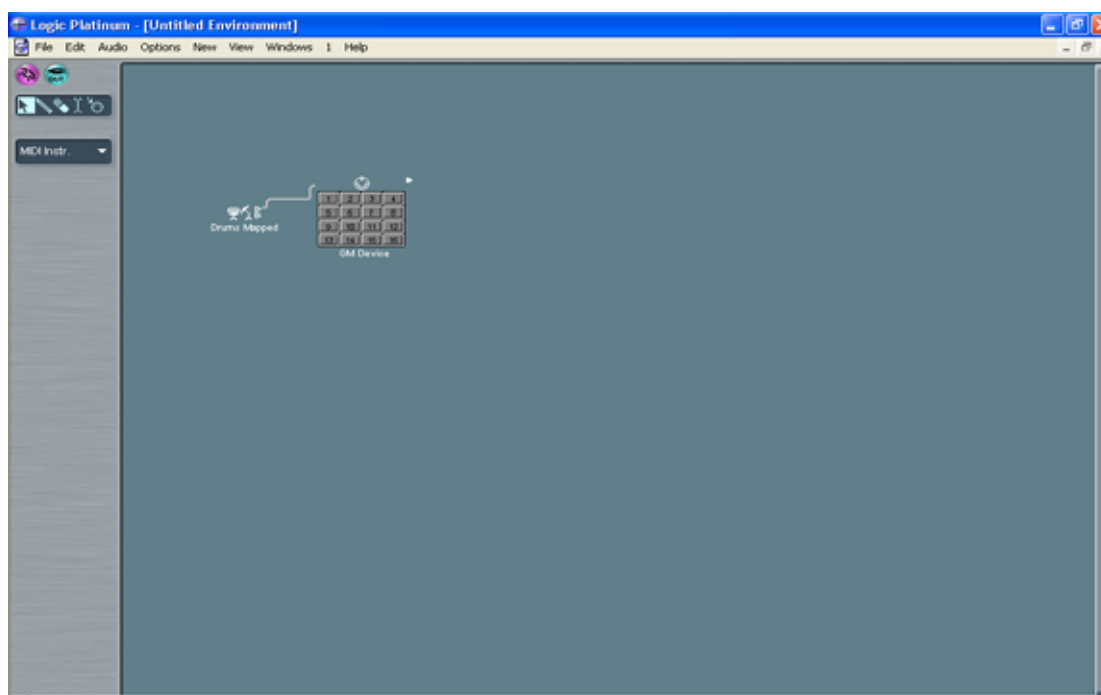 Logic Platinum - [Untitled Environment]
File Edit Audio Options New View Windows 1 Help
OUT
MIDI Instr.
1 2 3 4
5 6 7 8
Drums Mapped
9 10 11 12
13 14 15 16
GM Device